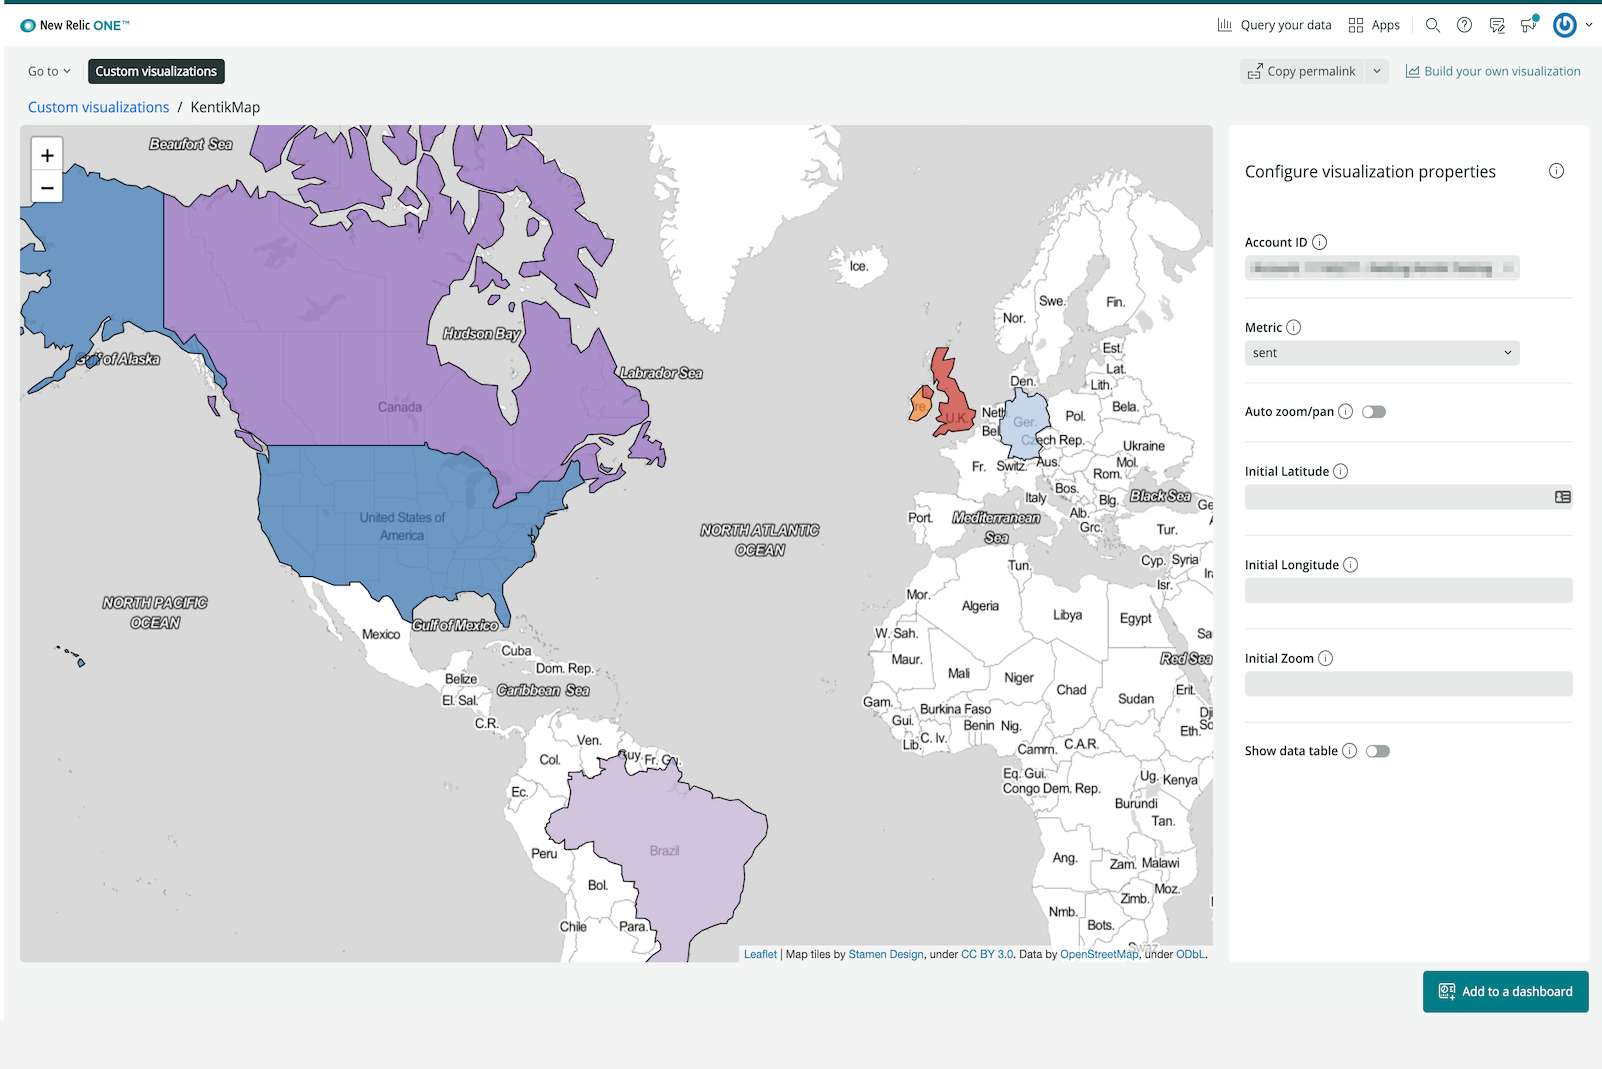 New Relic ONE™
Query your data
Apps
Go to
Custom visualizations
Copy permalink
Build your own visualization
Custom visualizations / KentikMap
+
−
Beaufort Sea
Gulf of Alaska
Hudson Bay
Labrador Sea
Canada
United States of
America
NORTH PACIFIC
OCEAN
NORTH ATLANTIC
OCEAN
Gulf of Mexico
Mexico
Cuba
Dom. Rep.
Belize
Caribbean Sea
El. Sal.
C.R.
Ven.
Guy.
Fr. Gu.
Col.
Ec.
Brazil
Peru
Bol.
Chile
Para.
Ice.
Swe.
Fin.
Nor.
Est.
Lat.
Lith.
Den.
U.K.
Neth
Bel
Ger.
Pol.
Bela.
Czech Rep.
Ukraine
Fr.
Switz.
Aus.
Mol.
Rom.
Italy
Bos.
Blg.
Black Sea
Ge
Port.
Mediterranean
Sea
Alb.
Grc.
Tur.
Tun.
Cyp.
Syria
Isr.
Ir
Mor.
Algeria
Libya
Egypt
W. Sah.
Sa
Maur.
Mali
Niger
Chad
Sudan
Red Sea
Erit.
Gam.
Burkina Faso
Gui.
Benin
Nig.
Dji
Eth.
So
Lib.
C. Iv.
Camrn.
C.A.R.
Eq. Gui.
Congo Dem. Rep.
Ug.
Kenya
Burundi
Tan.
Ang.
Zam.
Malawi
Moz.
Zimb.
Nmb.
Bots.
Swaz.
Leaflet | Map tiles by Stamen Design, under CC BY 3.0. Data by OpenStreetMap, under ODbL.
Configure visualization properties
Account ID
Metric
sent
Auto zoom/pan
Initial Latitude
Initial Longitude
Initial Zoom
Show data table
Add to a dashboard